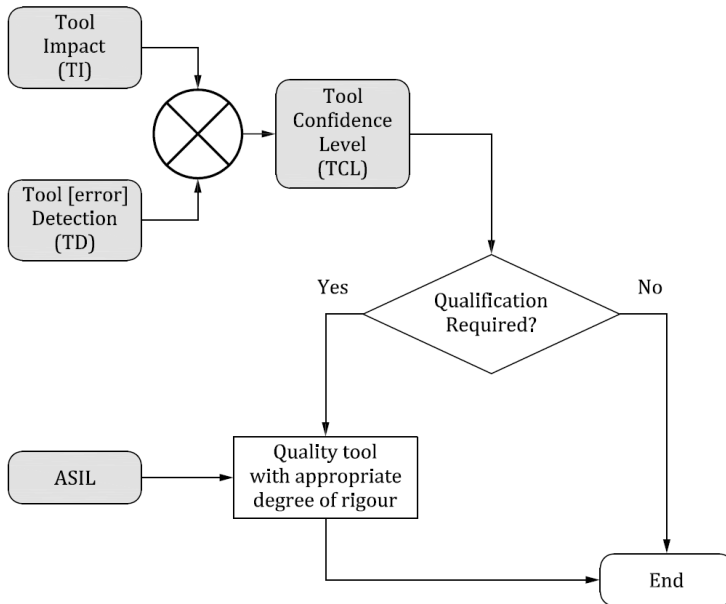 Tool
Impact
(TI)
Tool
Confidence
Level
(TCL)
Tool [error]
Detection
(TD)
Yes
No
Qualification
Required?
ASIL
Quality tool
with appropriate
degree of rigour
End